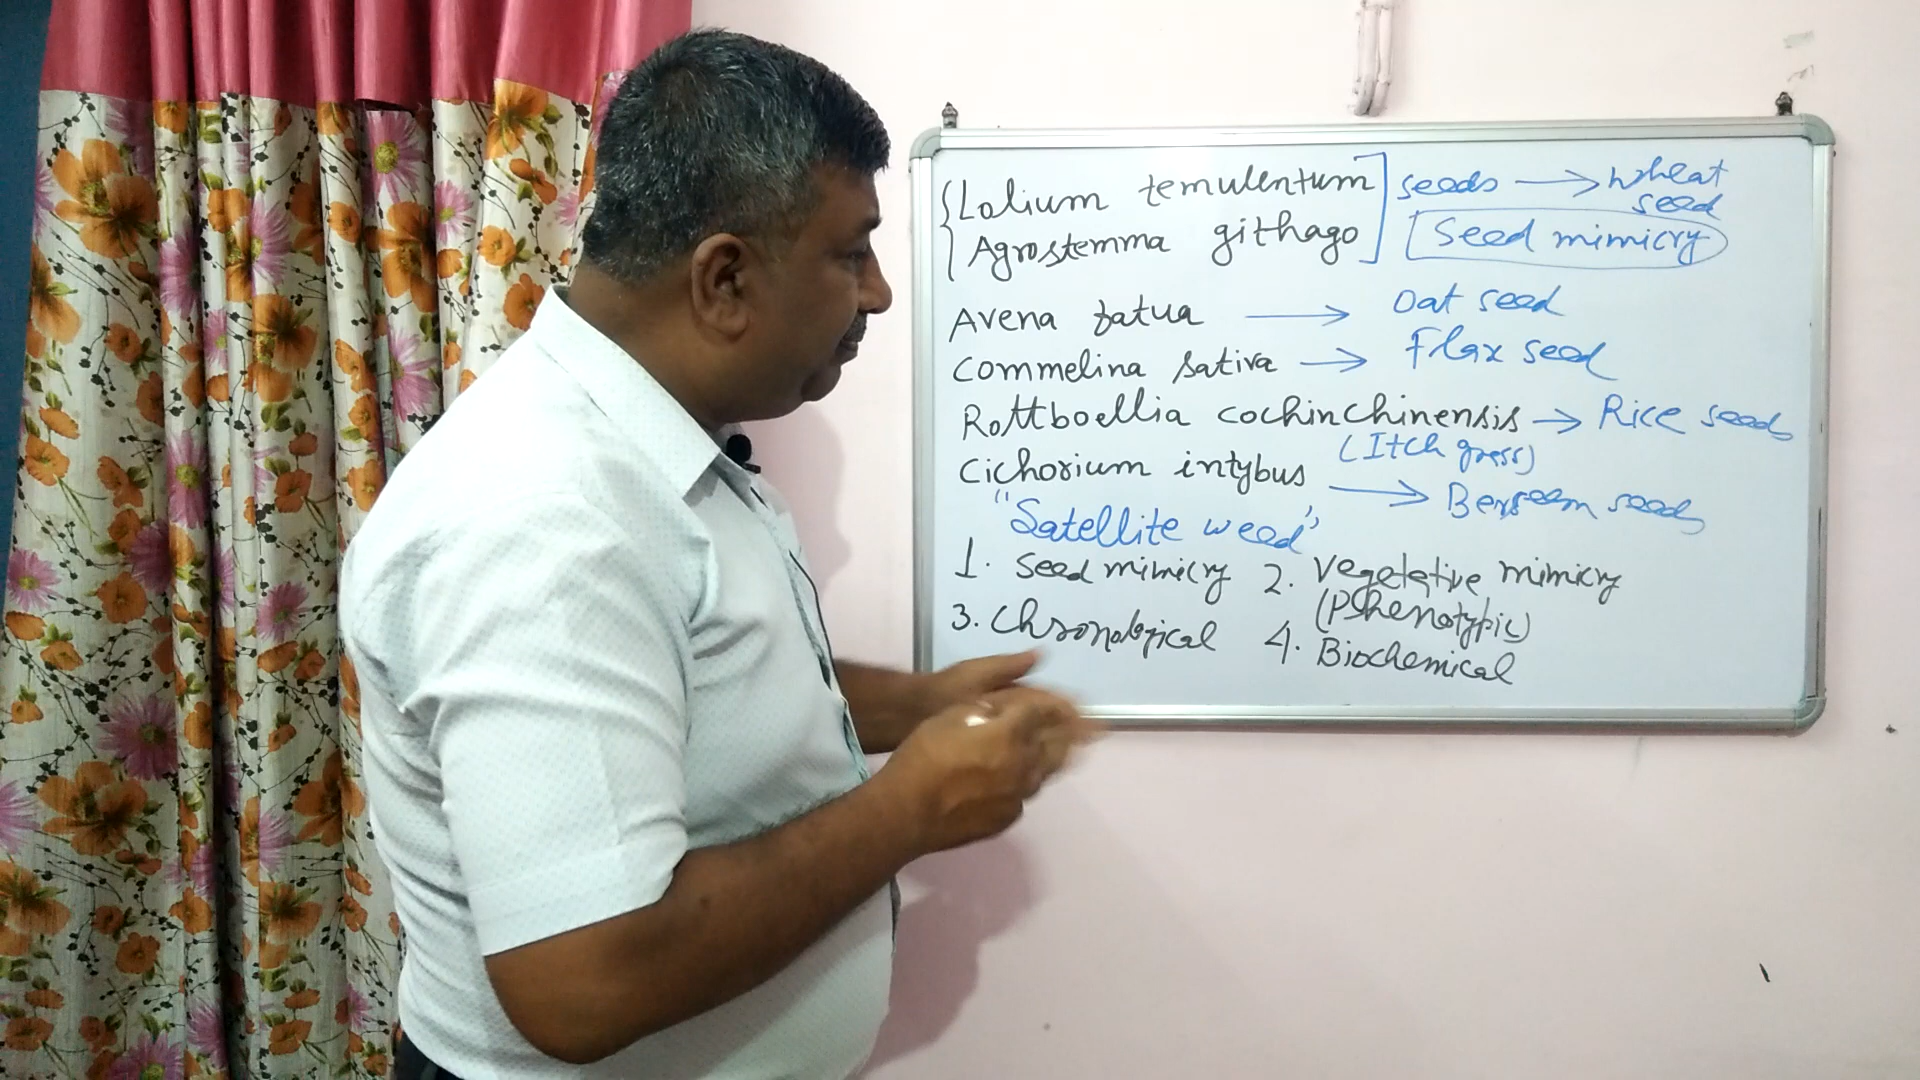 Lolium temulentum seeds → wheat seed
Agrostemma githago Seed mimicry
Avena fatua → Oat seed
Commelina sativa → Flax seed
Rottboellia cochinchinensis → Rice seeds
(Itch grass)
Cichorium intybus → Berseem seeds
"Satellite weed"
1. Seed mimicry 2. Vegetative mimicry
(Phenotypic)
3. Chronological 4. Biochemical